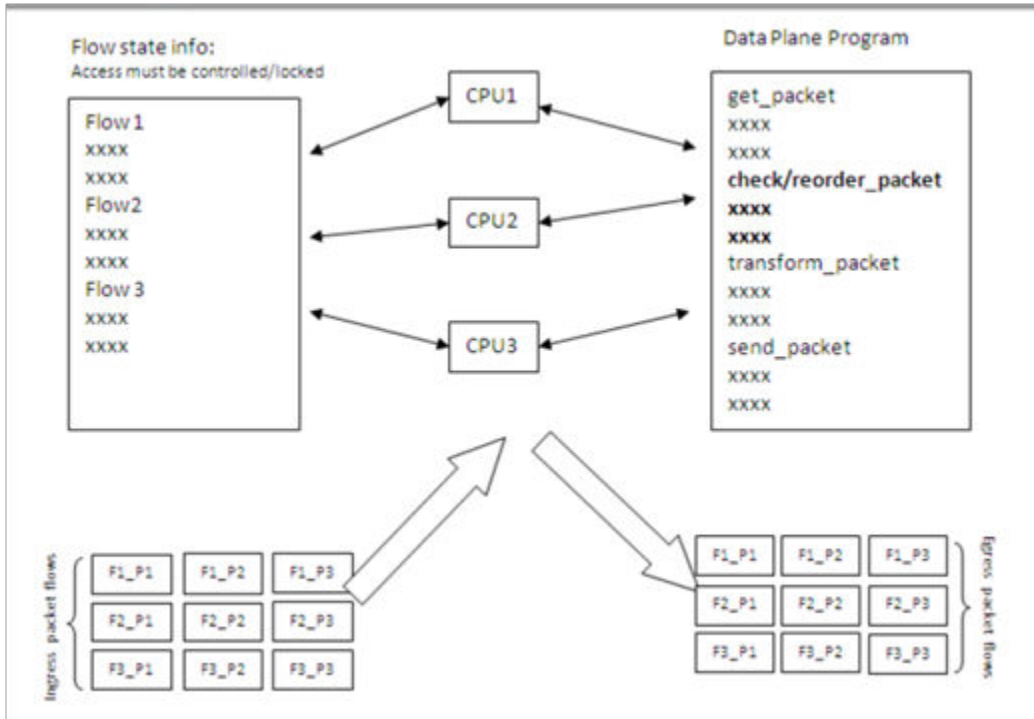 Flow state info:
Access must be controlled/locked
Flow 1
xxxx
xxxx
Flow2
xxxx
xxxx
Flow 3
xxxx
xxxx
CPU1
CPU2
CPU3
Data Plane Program
get_packet
xxxx
xxxx
check/reorder_packet
xxxx
xxxx
transform_packet
xxxx
xxxx
send_packet
xxxx
xxxx
Ingress packet flows
F1_P1 F1_P2 F1_P3
F2_P1 F2_P2 F2_P3
F3_P1 F3_P2 F3_P3
F1_P1 F1_P2 F1_P3
F2_P1 F2_P2 F2_P3
F3_P1 F3_P2 F3_P3
Egress packet flows